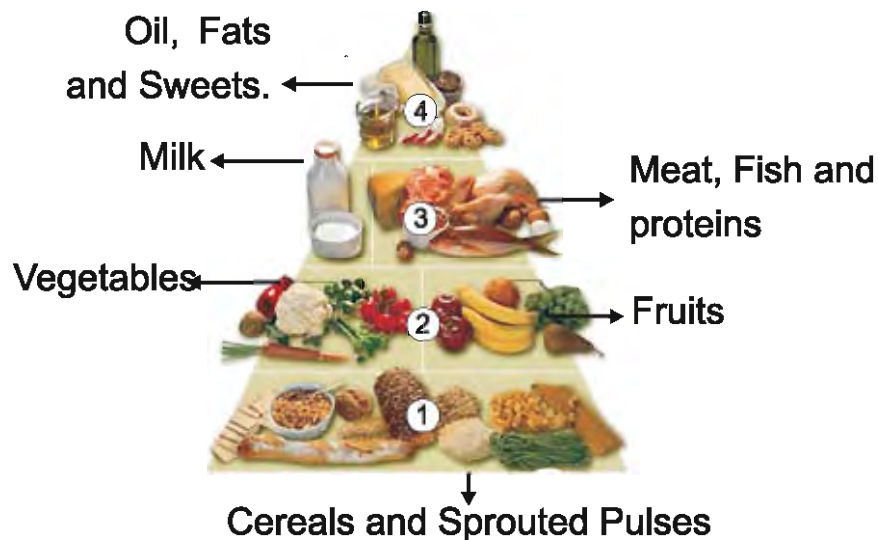 Oil, Fats
and Sweets.
4
Milk
Meat, Fish and
proteins
3
Vegetables
2
Fruits
1
Cereals and Sprouted Pulses